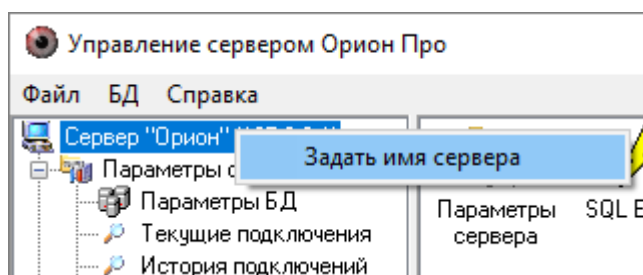 Управление сервером Орион Про
Файл БД Справка
Сервер "Орион"
Задать имя сервера
Параметры
Параметры БД
Текущие подключения
История подключений
Параметры
сервера
SQL